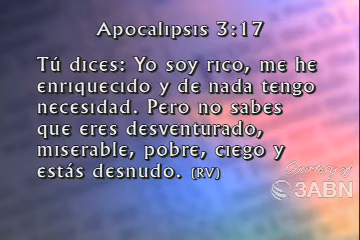 Apocalipsis 3:17
Tú dices: Yo soy rico, me he
enriquecido y de nada tengo
necesidad. Pero no sabes
que eres desventurado,
miserable, pobre, ciego y
estás desnudo. (RV)
Courtesy of
3ABN